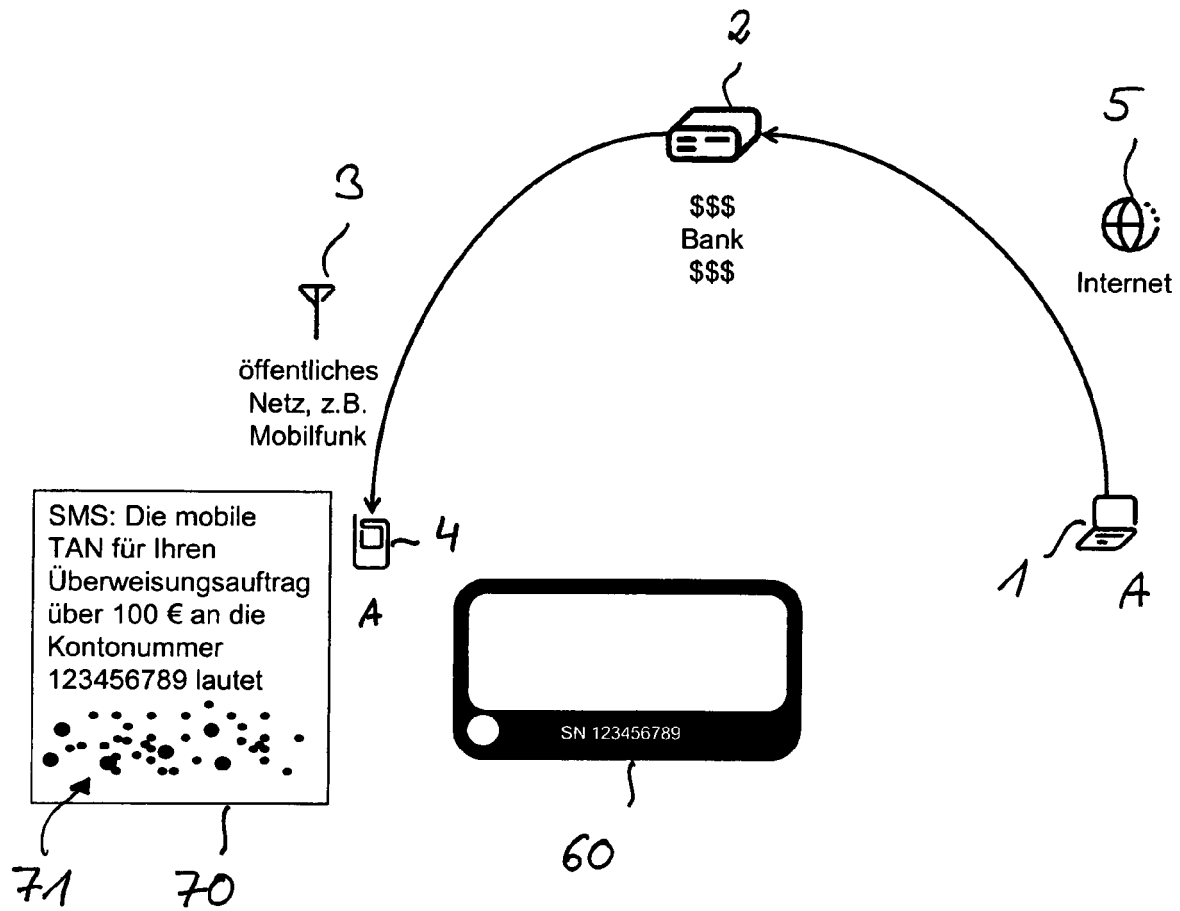 2
5
3
$$$
Bank
$$$
Internet
öffentliches
Netz, z.B.
Mobilfunk
SMS: Die mobile
TAN für Ihren
Überweisungsauftrag
über 100 € an die
Kontonummer
123456789 lautet
4
A
1
A
SN 123456789
60
71
70